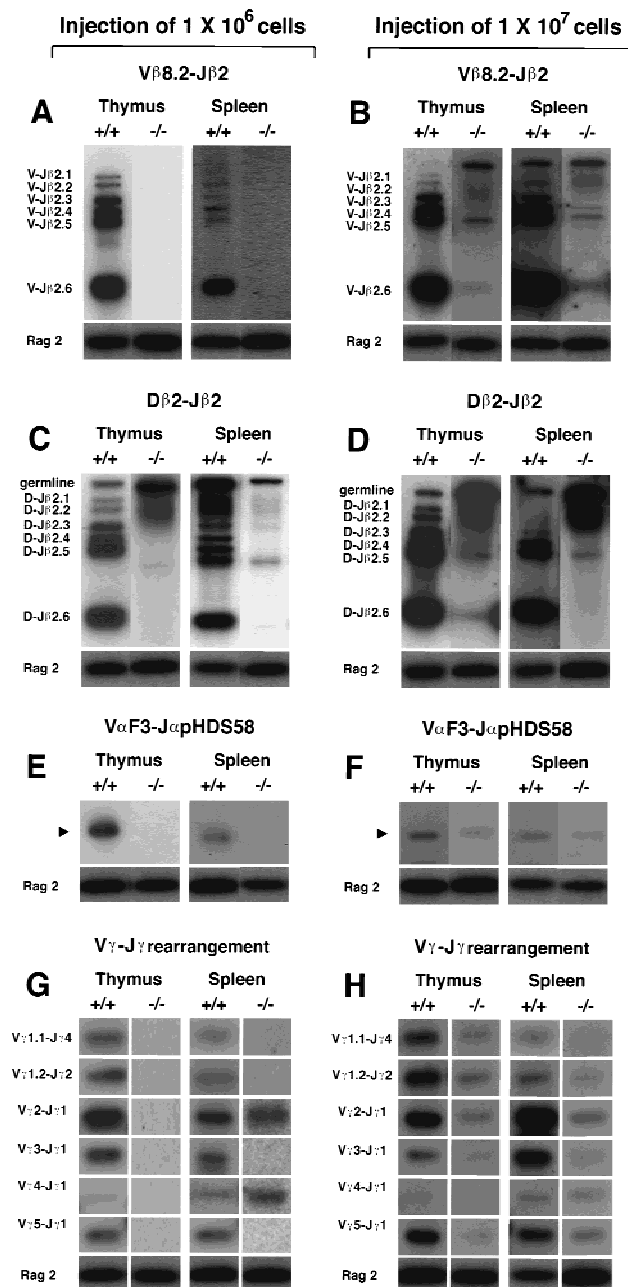 Injection of 1 X 10⁶ cells
Injection of 1 X 10⁷ cells
Vβ8.2-Jβ2
Vβ8.2-Jβ2
A
Thymus Spleen
+/+ -/- +/+ -/-
V-Jβ2.1
V-Jβ2.2
V-Jβ2.3
V-Jβ2.4
V-Jβ2.5
V-Jβ2.6
Rag 2
B
Thymus Spleen
+/+ -/- +/+ -/-
V-Jβ2.1
V-Jβ2.2
V-Jβ2.3
V-Jβ2.4
V-Jβ2.5
V-Jβ2.6
Rag 2
Dβ2-Jβ2
Dβ2-Jβ2
C
Thymus Spleen
+/+ -/- +/+ -/-
germline
D-Jβ2.1
D-Jβ2.2
D-Jβ2.3
D-Jβ2.4
D-Jβ2.5
D-Jβ2.6
Rag 2
D
Thymus Spleen
+/+ -/- +/+ -/-
germline
D-Jβ2.1
D-Jβ2.2
D-Jβ2.3
D-Jβ2.4
D-Jβ2.5
D-Jβ2.6
Rag 2
VαF3-JαpHDS58
VαF3-JαpHDS58
E
Thymus Spleen
+/+ -/- +/+ -/-
Rag 2
F
Thymus Spleen
+/+ -/- +/+ -/-
Rag 2
Vγ-Jγ rearrangement
Vγ-Jγ rearrangement
G
Thymus Spleen
+/+ -/- +/+ -/-
Vγ1.1-Jγ4
Vγ1.2-Jγ2
Vγ2-Jγ1
Vγ3-Jγ1
Vγ4-Jγ1
Vγ5-Jγ1
Rag 2
H
Thymus Spleen
+/+ -/- +/+ -/-
Vγ1.1-Jγ4
Vγ1.2-Jγ2
Vγ2-Jγ1
Vγ3-Jγ1
Vγ4-Jγ1
Vγ5-Jγ1
Rag 2